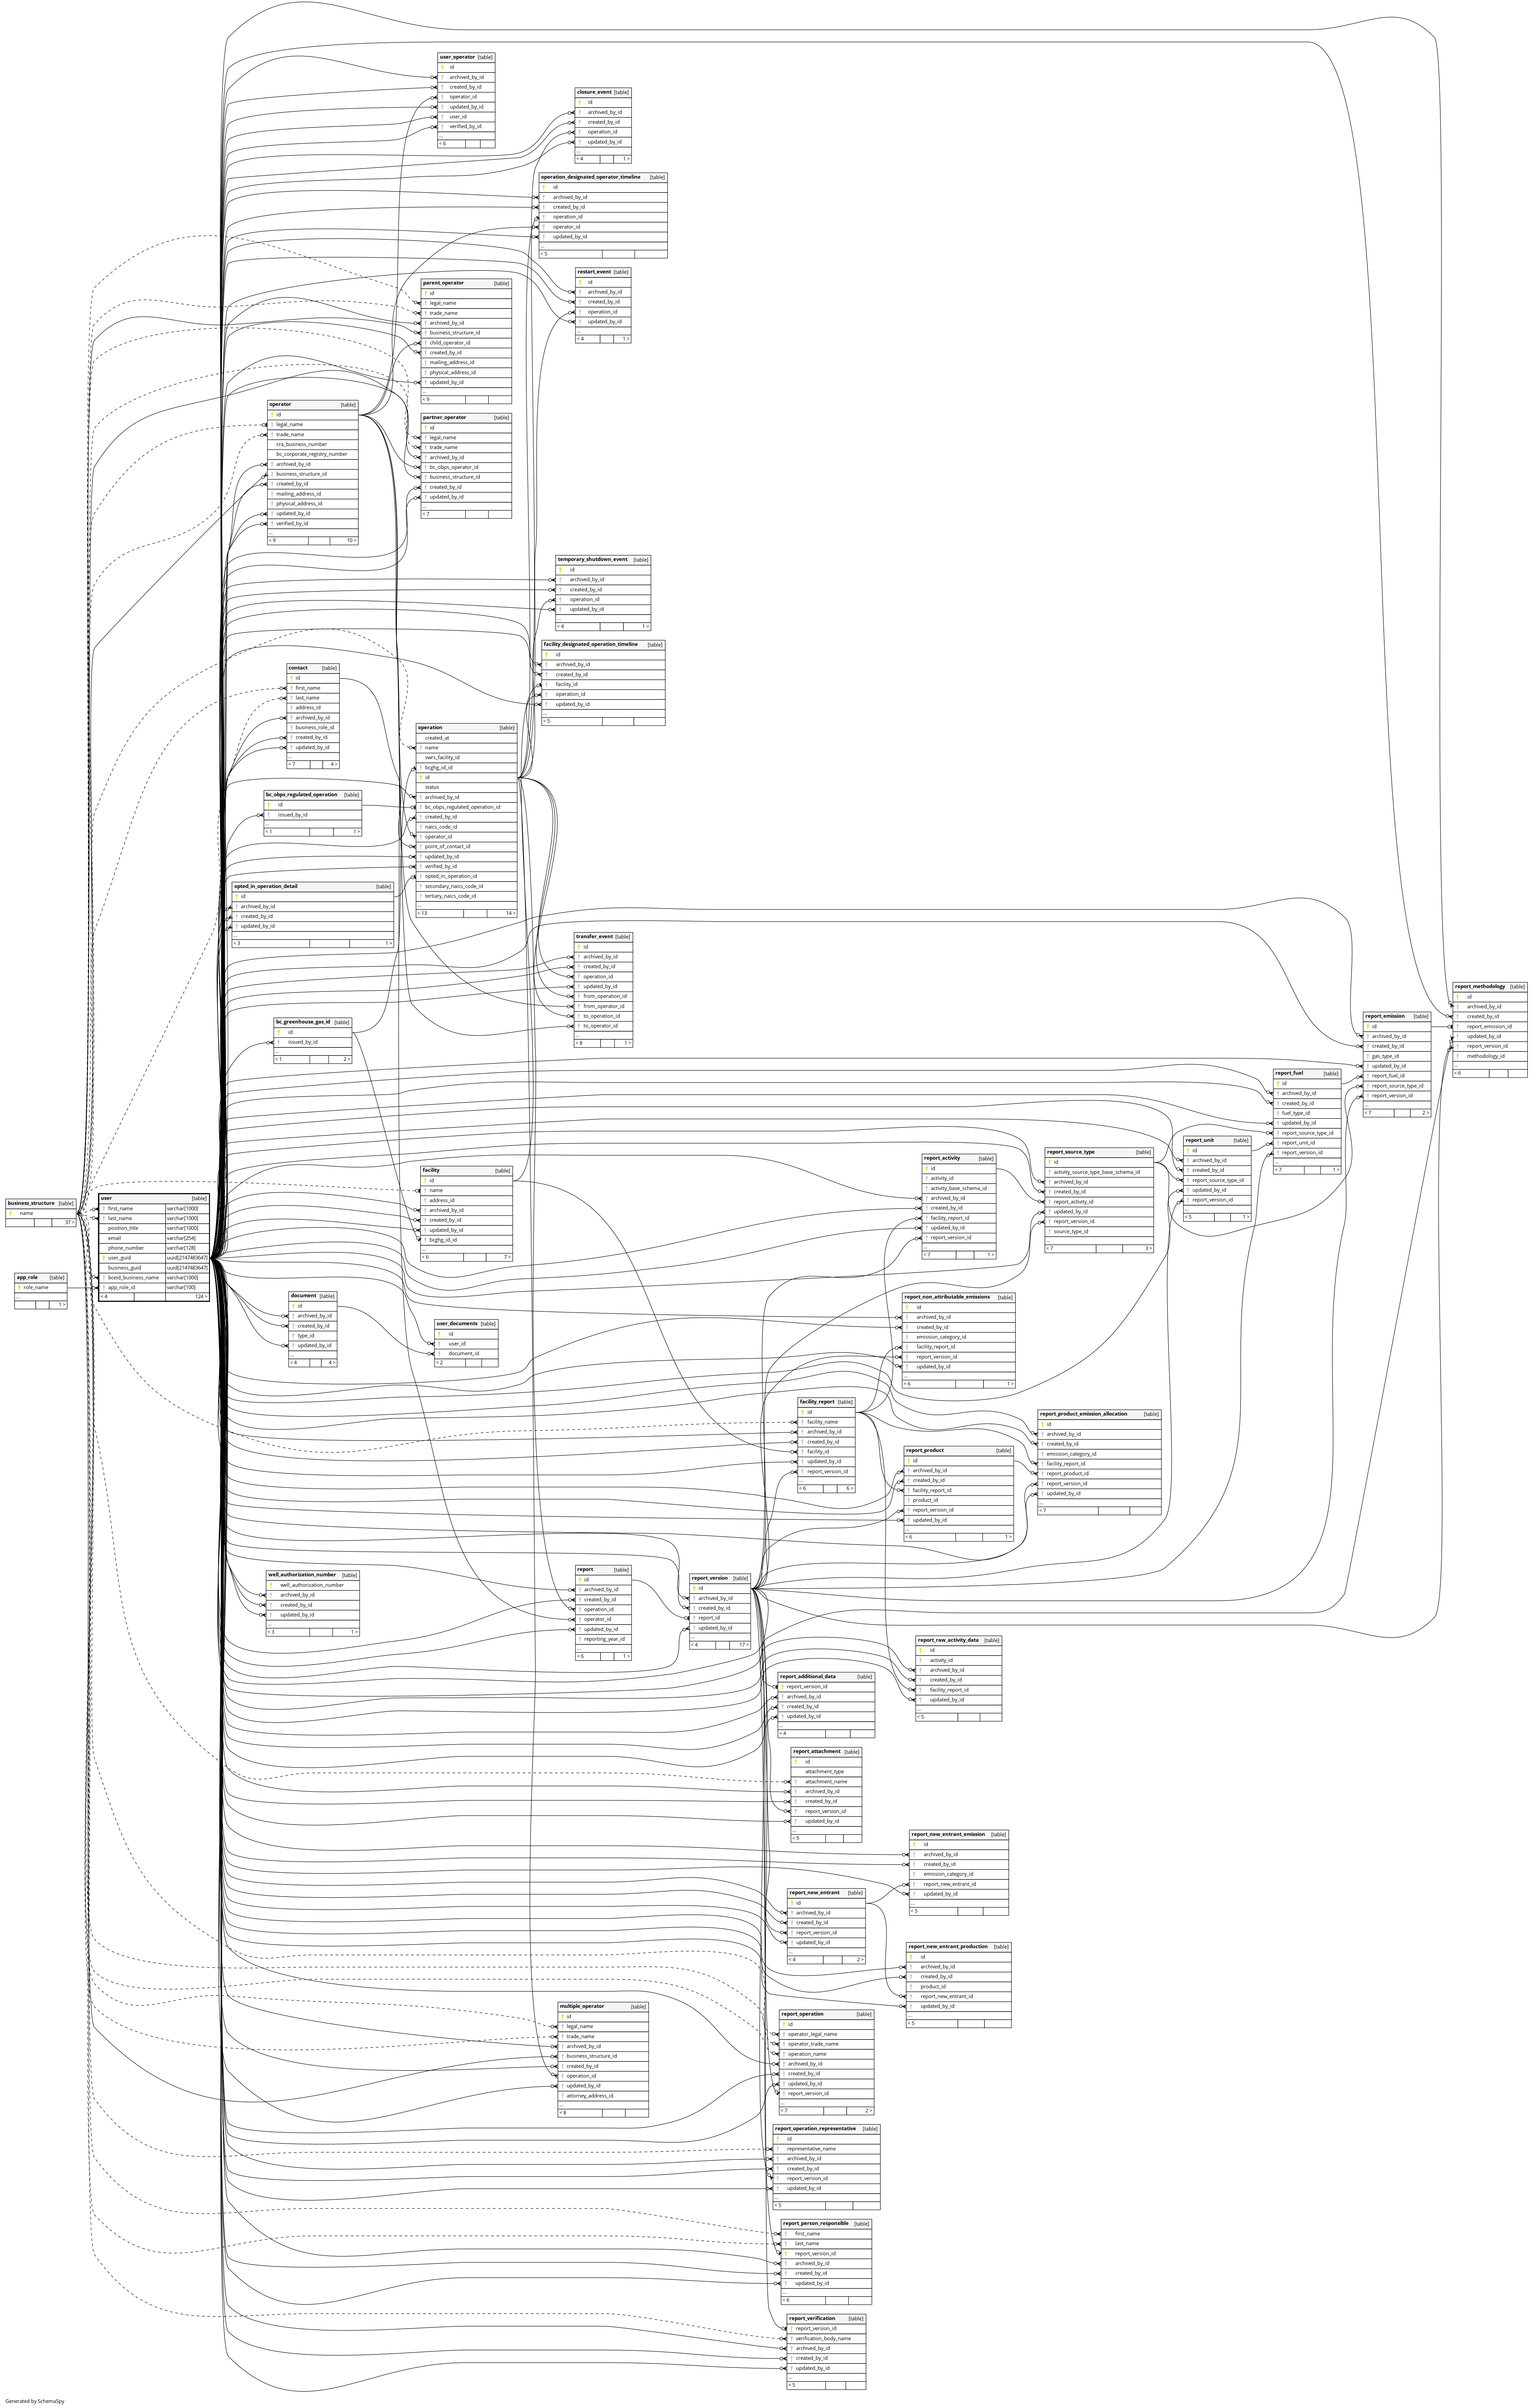 user_operator [table]
id
archived_by_id
created_by_id
operator_id
updated_by_id
user_id
verified_by_id
...
< 6
closure_event [table]
id
archived_by_id
created_by_id
operation_id
updated_by_id
...
< 4 1 >
operation_designated_operator_timeline [table]
id
archived_by_id
created_by_id
operation_id
operator_id
updated_by_id
...
< 5
restart_event [table]
id
archived_by_id
created_by_id
operation_id
updated_by_id
...
< 4 1 >
parent_operator [table]
id
legal_name
trade_name
archived_by_id
business_structure_id
child_operator_id
created_by_id
mailing_address_id
physical_address_id
updated_by_id
...
< 9
operator [table]
id
legal_name
trade_name
cra_business_number
bc_corporate_registry_number
archived_by_id
business_structure_id
created_by_id
mailing_address_id
physical_address_id
updated_by_id
verified_by_id
...
< 9 10 >
partner_operator [table]
id
legal_name
trade_name
archived_by_id
bc_obps_operator_id
business_structure_id
created_by_id
updated_by_id
...
< 7
temporary_shutdown_event [table]
id
archived_by_id
created_by_id
operation_id
updated_by_id
...
< 4 1 >
facility_designated_operation_timeline [table]
id
archived_by_id
created_by_id
facility_id
operation_id
updated_by_id
...
< 5
contact [table]
id
first_name
last_name
address_id
archived_by_id
business_role_id
created_by_id
updated_by_id
...
< 7 4 >
operation [table]
created_at
name
swrs_facility_id
bcghg_id_id
id
status
archived_by_id
bc_obps_regulated_operation_id
created_by_id
naics_code_id
operator_id
point_of_contact_id
updated_by_id
verified_by_id
opted_in_operation_id
secondary_naics_code_id
tertiary_naics_code_id
...
< 13 14 >
bc_obps_regulated_operation [table]
id
issued_by_id
...
< 1 1 >
opted_in_operation_detail [table]
id
archived_by_id
created_by_id
updated_by_id
...
< 3 1 >
transfer_event [table]
id
archived_by_id
created_by_id
operation_id
updated_by_id
from_operation_id
from_operator_id
to_operation_id
to_operator_id
...
< 8 1 >
bc_greenhouse_gas_id [table]
id
issued_by_id
...
< 1 2 >
report_methodology [table]
id
archived_by_id
created_by_id
report_emission_id
updated_by_id
report_version_id
methodology_id
...
< 6
report_emission [table]
id
archived_by_id
created_by_id
gas_type_id
updated_by_id
report_fuel_id
report_source_type_id
report_version_id
...
< 7 2 >
report_fuel [table]
id
archived_by_id
created_by_id
fuel_type_id
updated_by_id
report_source_type_id
report_unit_id
report_version_id
...
< 7 1 >
report_unit [table]
id
archived_by_id
created_by_id
report_source_type_id
updated_by_id
report_version_id
...
< 5 1 >
report_source_type [table]
id
activity_source_type_base_schema_id
archived_by_id
created_by_id
report_activity_id
updated_by_id
report_version_id
source_type_id
...
< 7 3 >
report_activity [table]
id
activity_id
activity_base_schema_id
archived_by_id
created_by_id
facility_report_id
updated_by_id
report_version_id
...
< 7 1 >
facility [table]
id
name
address_id
archived_by_id
created_by_id
updated_by_id
bcghg_id_id
...
< 6 7 >
business_structure [table]
name
37 >
user [table]
first_name varchar[1000]
last_name varchar[1000]
position_title varchar[1000]
email varchar[254]
phone_number varchar[128]
user_guid uuid[2147483647]
business_guid uuid[2147483647]
bceid_business_name varchar[1000]
app_role_id varchar[100]
< 4 124 >
app_role [table]
role_name
...
1 >
document [table]
id
archived_by_id
created_by_id
type_id
updated_by_id
...
< 4 4 >
user_documents [table]
id
user_id
document_id
< 2
report_non_attributable_emissions [table]
id
archived_by_id
created_by_id
emission_category_id
facility_report_id
report_version_id
updated_by_id
...
< 6 1 >
facility_report [table]
id
facility_name
archived_by_id
created_by_id
facility_id
updated_by_id
report_version_id
...
< 6 6 >
report_product_emission_allocation [table]
id
archived_by_id
created_by_id
emission_category_id
facility_report_id
report_product_id
report_version_id
updated_by_id
...
< 7
report_product [table]
id
archived_by_id
created_by_id
facility_report_id
product_id
report_version_id
updated_by_id
...
< 6 1 >
well_authorization_number [table]
well_authorization_number
archived_by_id
created_by_id
updated_by_id
...
< 3 1 >
report [table]
id
archived_by_id
created_by_id
operation_id
operator_id
updated_by_id
reporting_year_id
...
< 6 1 >
report_version [table]
id
archived_by_id
created_by_id
report_id
updated_by_id
...
< 4 17 >
report_raw_activity_data [table]
id
activity_id
archived_by_id
created_by_id
facility_report_id
updated_by_id
...
< 5
report_additional_data [table]
report_version_id
archived_by_id
created_by_id
updated_by_id
...
< 4
report_attachment [table]
id
attachment_type
attachment_name
archived_by_id
created_by_id
report_version_id
updated_by_id
...
< 5
report_new_entrant_emission [table]
id
archived_by_id
created_by_id
emission_category_id
report_new_entrant_id
updated_by_id
...
< 5
report_new_entrant [table]
id
archived_by_id
created_by_id
report_version_id
updated_by_id
...
< 4 2 >
report_new_entrant_production [table]
id
archived_by_id
created_by_id
product_id
report_new_entrant_id
updated_by_id
...
< 5
multiple_operator [table]
id
legal_name
trade_name
archived_by_id
business_structure_id
created_by_id
operation_id
updated_by_id
attorney_address_id
...
< 8
report_operation [table]
id
operator_legal_name
operator_trade_name
operation_name
archived_by_id
created_by_id
updated_by_id
report_version_id
...
< 7 2 >
report_operation_representative [table]
id
representative_name
archived_by_id
created_by_id
report_version_id
updated_by_id
...
< 5
report_person_responsible [table]
first_name
last_name
report_version_id
archived_by_id
created_by_id
updated_by_id
...
< 6
report_verification [table]
report_version_id
verification_body_name
archived_by_id
created_by_id
updated_by_id
...
< 5
Generated by SchemaSpy